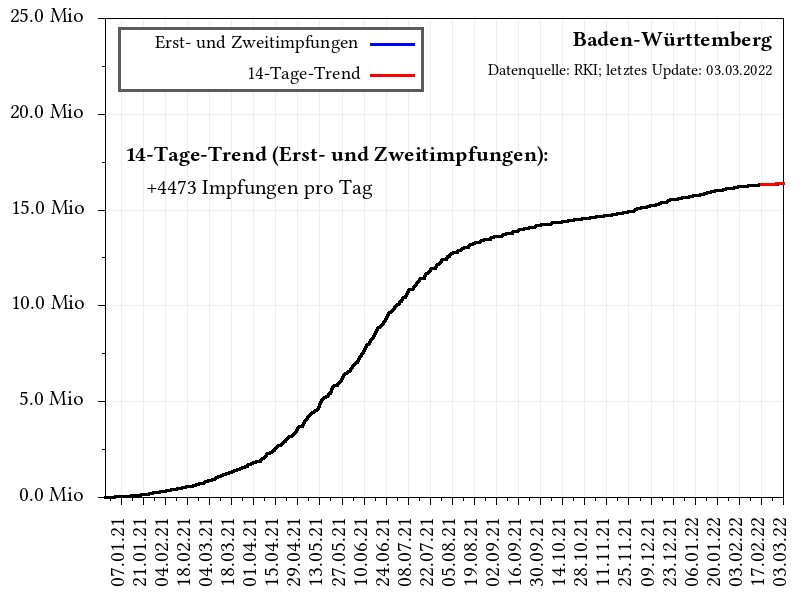 25.0 Mio
20.0 Mio
15.0 Mio
10.0 Mio
5.0 Mio
0.0 Mio
Erst- und Zweitimpfungen
14-Tage-Trend
Baden-Württemberg
Datenquelle: RKI; letztes Update: 03.03.2022
14-Tage-Trend (Erst- und Zweitimpfungen):
+4473 Impfungen pro Tag
07.01.21
21.01.21
04.02.21
18.02.21
04.03.21
18.03.21
01.04.21
15.04.21
29.04.21
13.05.21
27.05.21
10.06.21
24.06.21
08.07.21
22.07.21
05.08.21
19.08.21
02.09.21
16.09.21
30.09.21
14.10.21
28.10.21
11.11.21
25.11.21
09.12.21
23.12.21
06.01.22
20.01.22
03.02.22
17.02.22
03.03.22